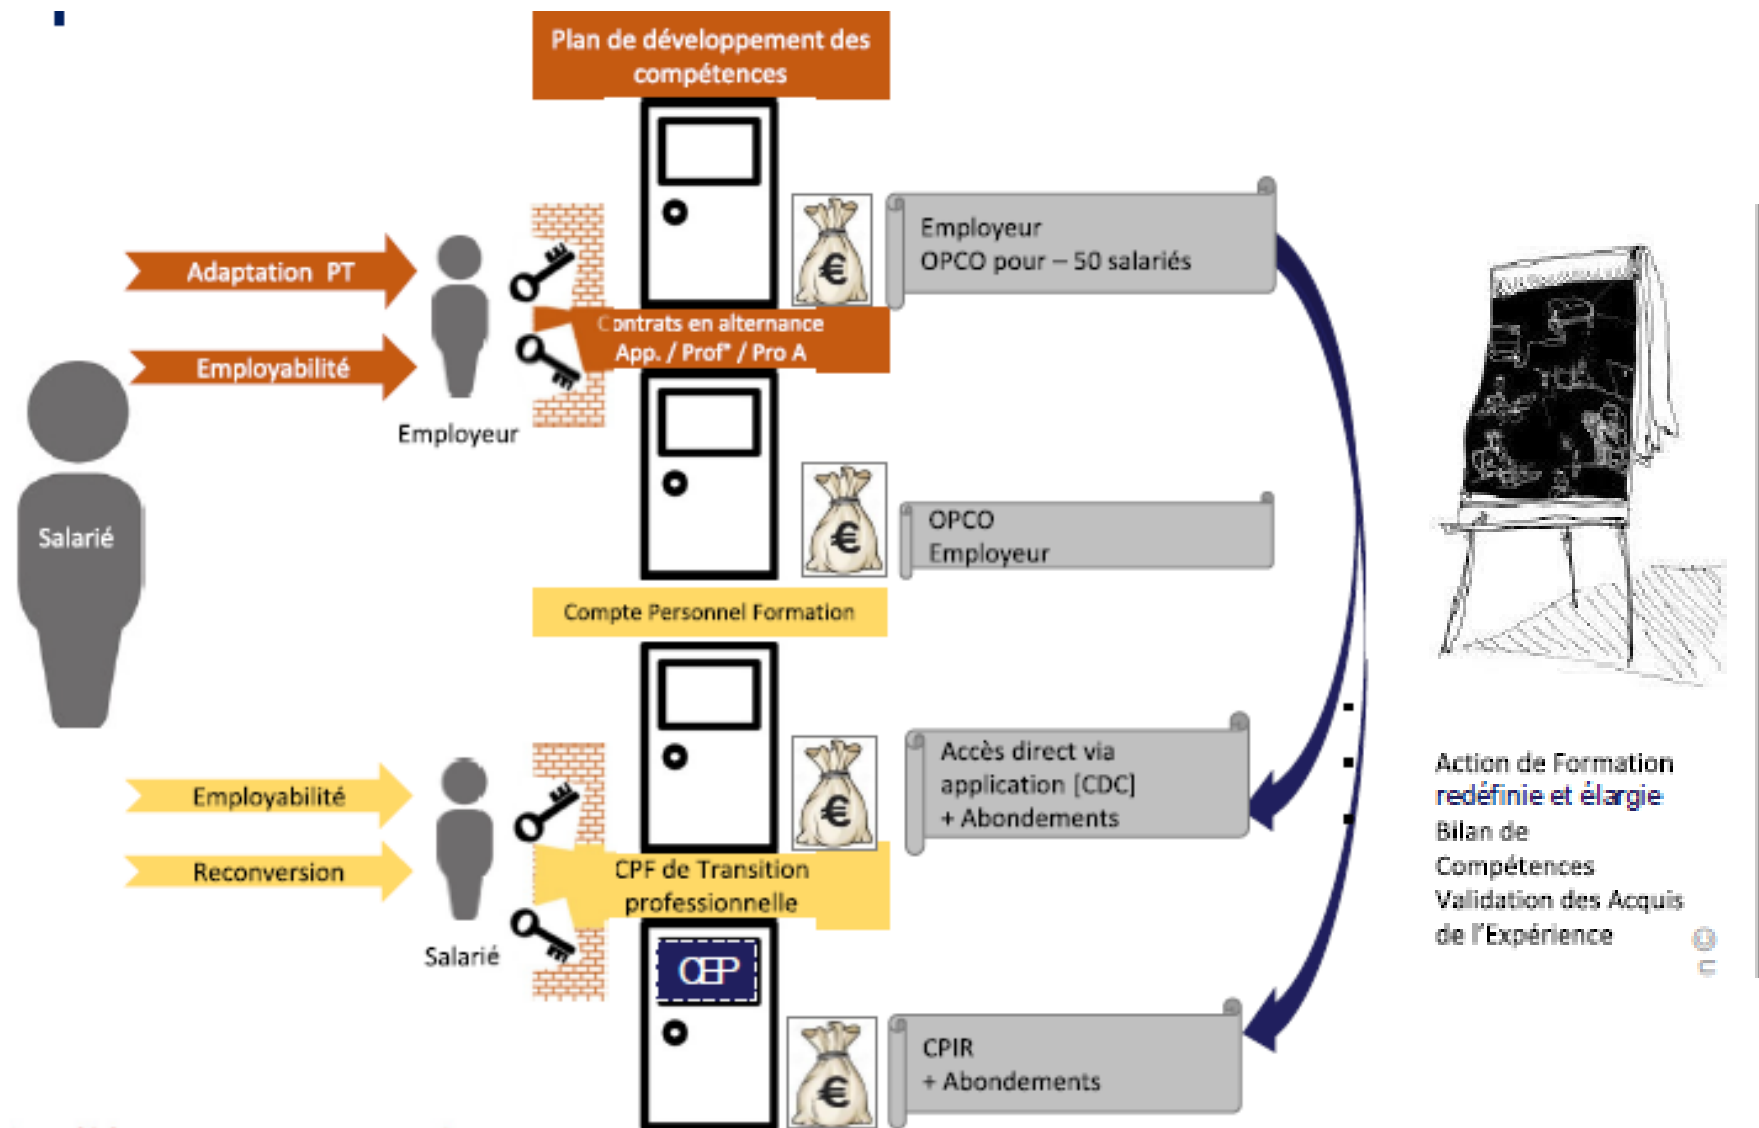 Plan de développement des
compétences
Adaptation PT
Employabilité
Employeur
Salarié
Employeur
OPCO pour – 50 salariés
Contrats en alternance
App. / Prof° / Pro A
OPCO
Employeur
Compte Personnel Formation
Employabilité
Reconversion
Salarié
Accès direct via
application [CDC]
+ Abondements
CPF de Transition
professionnelle
CEP
CPIR
+ Abondements
Action de Formation
redéfinie et élargie
Bilan de
Compétences
Validation des Acquis
de l'Expérience